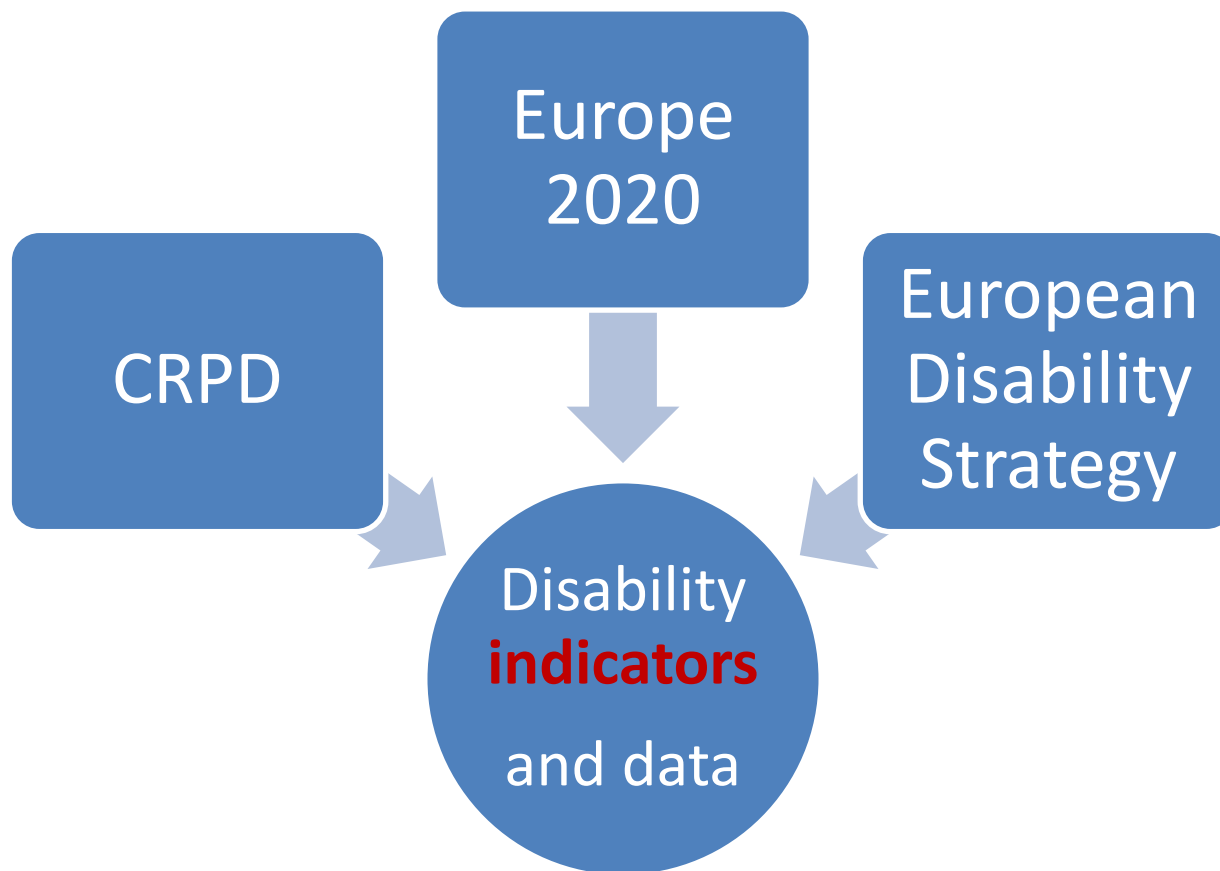 Europe
2020
CRPD
European
Disability
Strategy
Disability
indicators
and data